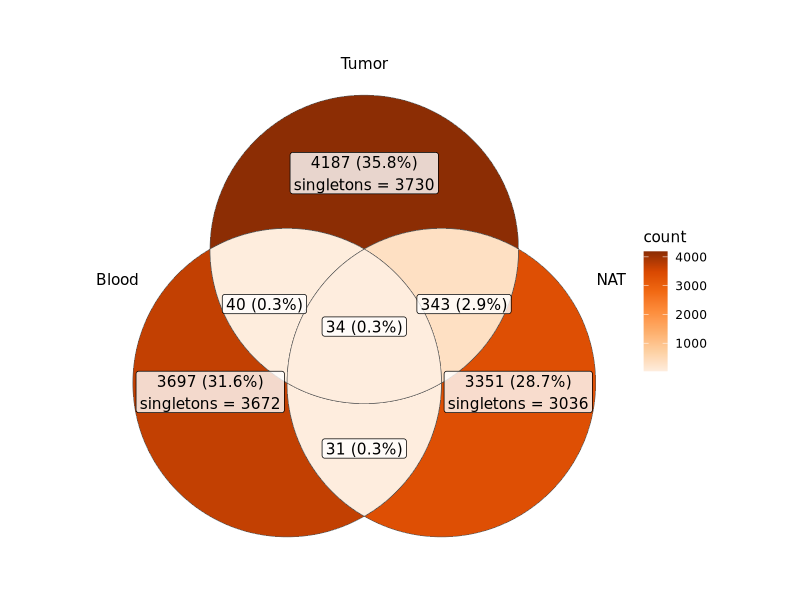 Tumor
4187 (35.8%)
singletons = 3730
count
4000
3000
2000
1000
Blood
NAT
40 (0.3%)
343 (2.9%)
34 (0.3%)
3697 (31.6%)
singletons = 3672
3351 (28.7%)
singletons = 3036
31 (0.3%)